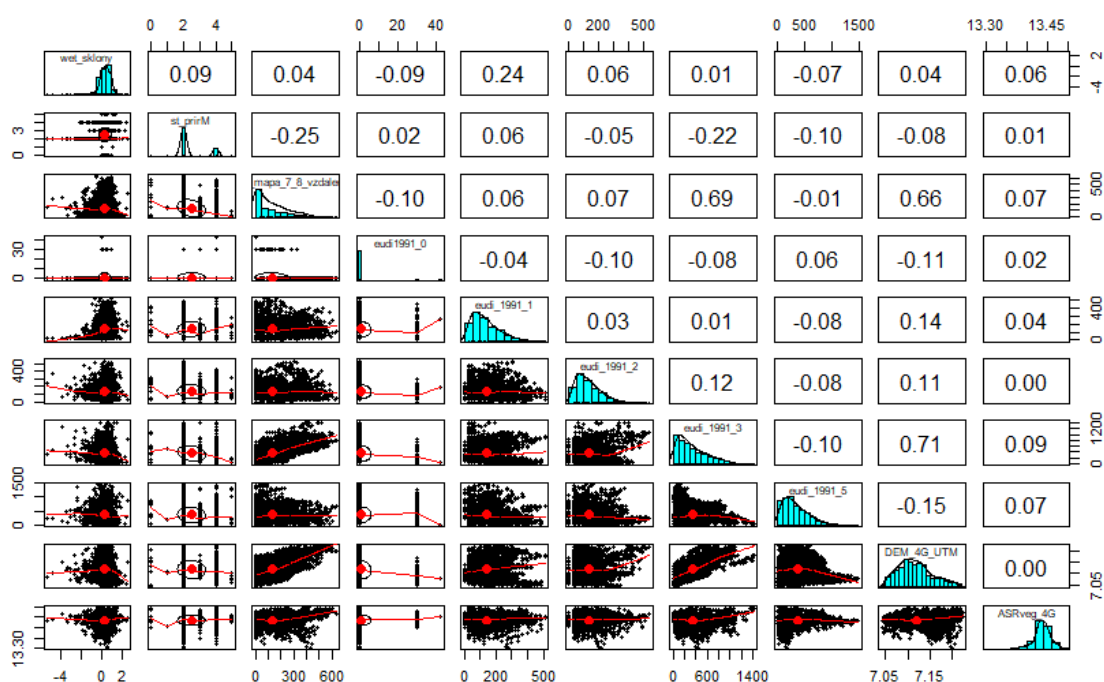 0 2 4 0 20 40 0 200 500 0 500 1500 13.30 13.45
wet_sklony 0.09 0.04 -0.09 0.24 0.06 0.01 -0.07 0.04 0.06 -4 2
0 3 st_prirM -0.25 0.02 0.06 -0.05 -0.22 -0.10 -0.08 0.01
mapa_7_8_vzdale -0.10 0.06 0.07 0.69 -0.01 0.66 0.07 0 500
0 30 eudi1991_0 -0.04 -0.10 -0.08 0.06 -0.11 0.02
eudi_1991_1 0.03 0.01 -0.08 0.14 0.04 0 400
0 400 eudi_1991_2 0.12 -0.08 0.11 0.00
eudi_1991_3 -0.10 0.71 0.09 0 1200
0 1500 eudi_1991_5 -0.15 0.07
DEM_4G_UTM 0.00 7.05
13.30 ASRveg_4G
-4 0 2 0 300 600 0 200 500 0 600 1400 7.05 7.15